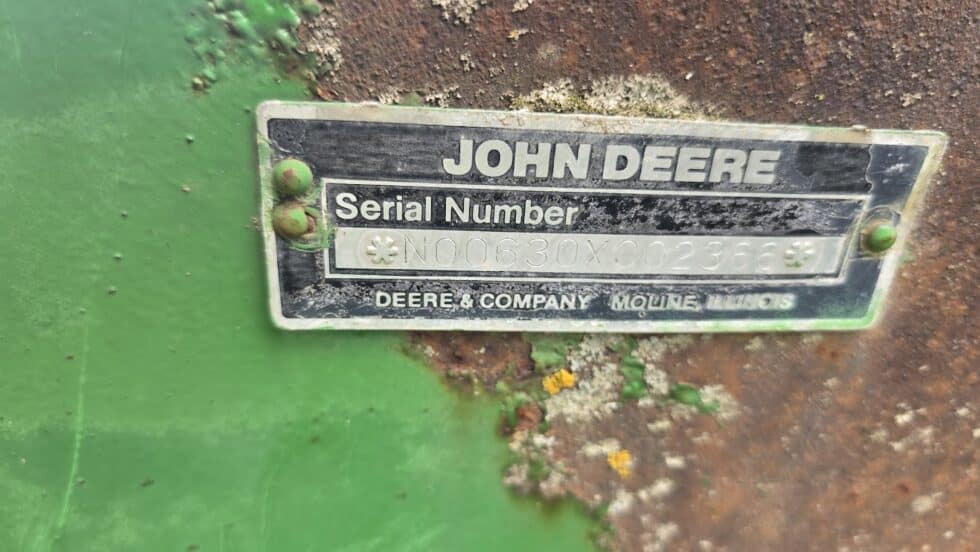 JOHN DEERE
Serial Number
*N00630X002366*
DEERE & COMPANY MOLINE, ILLINOIS